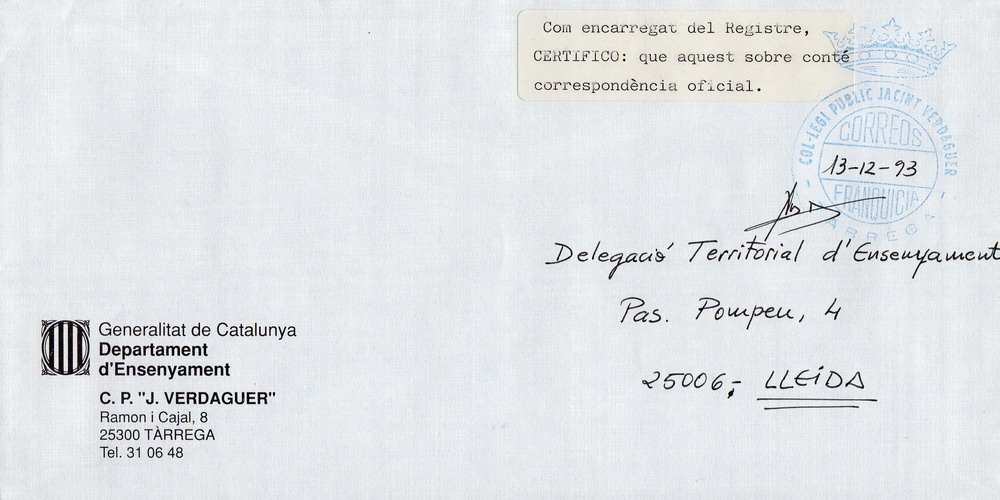 Com encarregat del Registre,
CERTIFICO: que aquest sobre conté
correspondència oficial.
COL·LEGI PUBLIC JACINT VERDAGUER
CORREOS
13-12-93
FRANQUICIA
- TARREGA -
Delegació Territorial d'Ensenyament
Pas. Pompeu, 4
25006,- LLEIDA
Generalitat de Catalunya
Departament
d'Ensenyament
C. P. "J. VERDAGUER"
Ramon i Cajal, 8
25300 TÀRREGA
Tel. 31 06 48